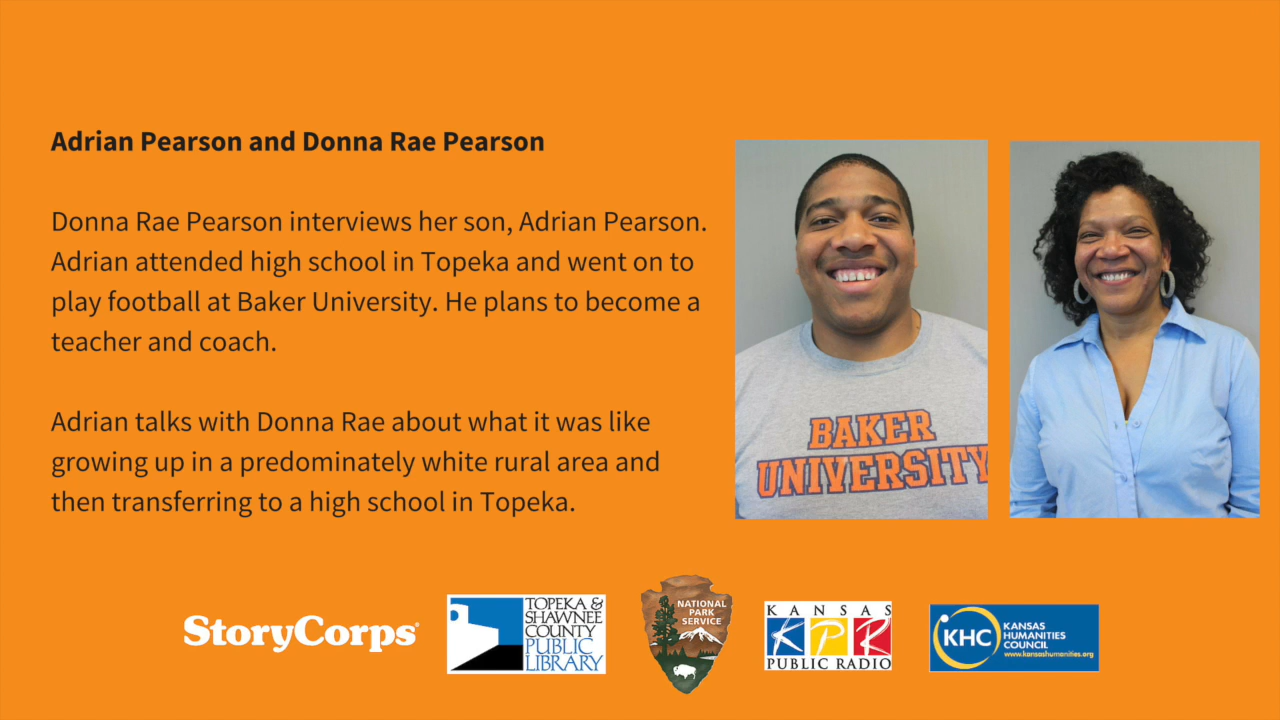 Adrian Pearson and Donna Rae Pearson
Donna Rae Pearson interviews her son, Adrian Pearson.
Adrian attended high school in Topeka and went on to
play football at Baker University. He plans to become a
teacher and coach.
Adrian talks with Donna Rae about what it was like
growing up in a predominately white rural area and
then transferring to a high school in Topeka.
BAKER
UNIVERSITY
StoryCorps
TOPEKA &
SHAWNEE
COUNTY
PUBLIC
LIBRARY
NATIONAL
PARK
SERVICE
KANSAS
KPR
PUBLIC RADIO
KHC
KANSAS
HUMANITIES
COUNCIL
www.kansashumanities.org